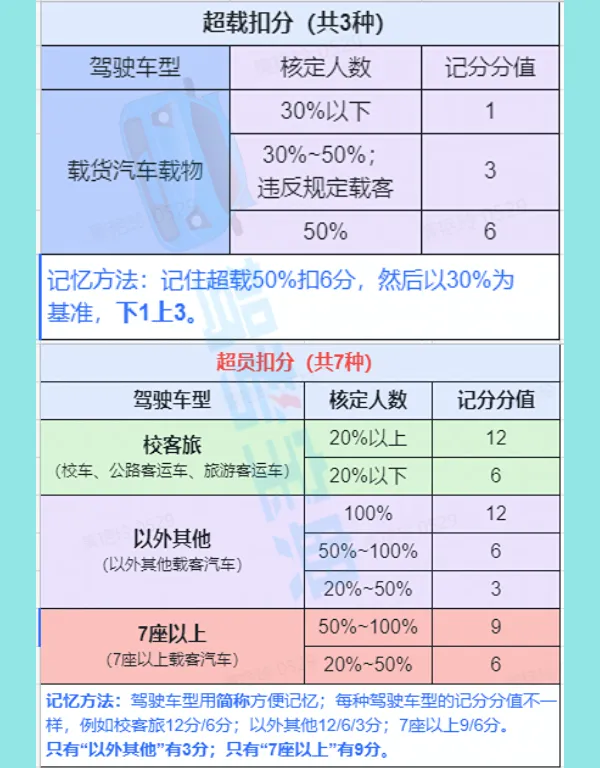 超载扣分（共3种）
驾驶车型 核定人数 记分分值
载货汽车载物
30%以下 1
30%~50%；
违反规定载客
3
50% 6
记忆方法：记住超载50%扣6分，然后以30%为
基准，下1上3。
超员扣分（共7种）
驾驶车型 核定人数 记分分值
校客旅
（校车、公路客运车、旅游客运车）
20%以上 12
20%以下 6
以外其他
（以外其他载客汽车）
100% 12
50%~100% 6
20%~50% 3
7座以上
（7座以上载客汽车）
50%~100% 9
20%~50% 6
记忆方法：驾驶车型用简称方便记忆；每种驾驶车型的记分分值不一
样，例如校客旅12分/6分；以外其他12/6/3分；7座以上9/6分。
只有“以外其他”有3分；只有“7座以上”有9分。
驾考宝典